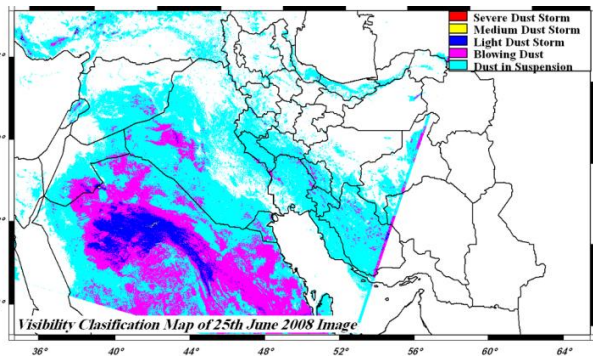 Severe Dust Storm
Medium Dust Storm
Light Dust Storm
Blowing Dust
Dust in Suspension
Visibility Clasification Map of 25th June 2008 Image
36° 40° 44° 48° 52° 56° 60° 64°